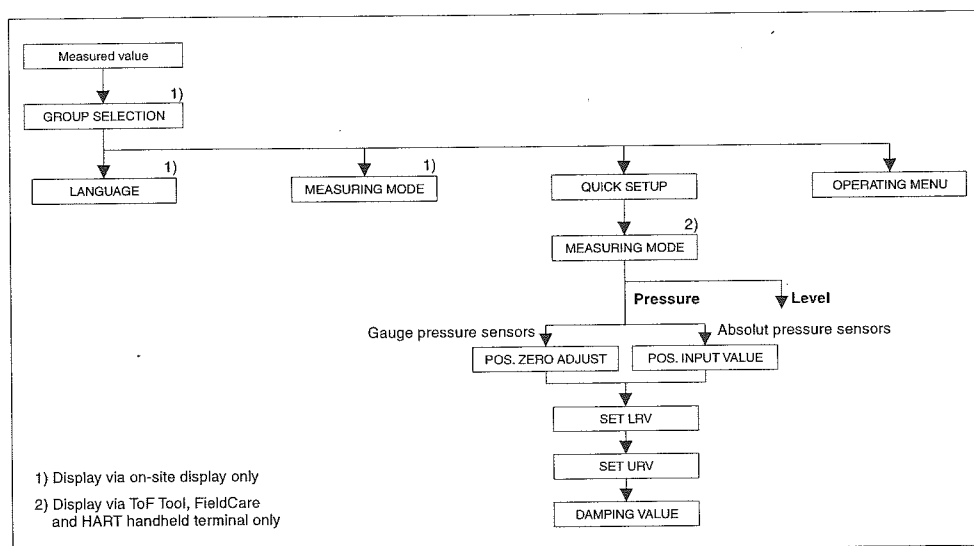 Measured value
1)
GROUP SELECTION
1)
LANGUAGE
1)
MEASURING MODE
QUICK SETUP
OPERATING MENU
2)
MEASURING MODE
Pressure
Level
Gauge pressure sensors
Absolut pressure sensors
POS. ZERO ADJUST
POS. INPUT VALUE
SET LRV
SET URV
DAMPING VALUE
1) Display via on-site display only
2) Display via ToF Tool, FieldCare
and HART handheld terminal only